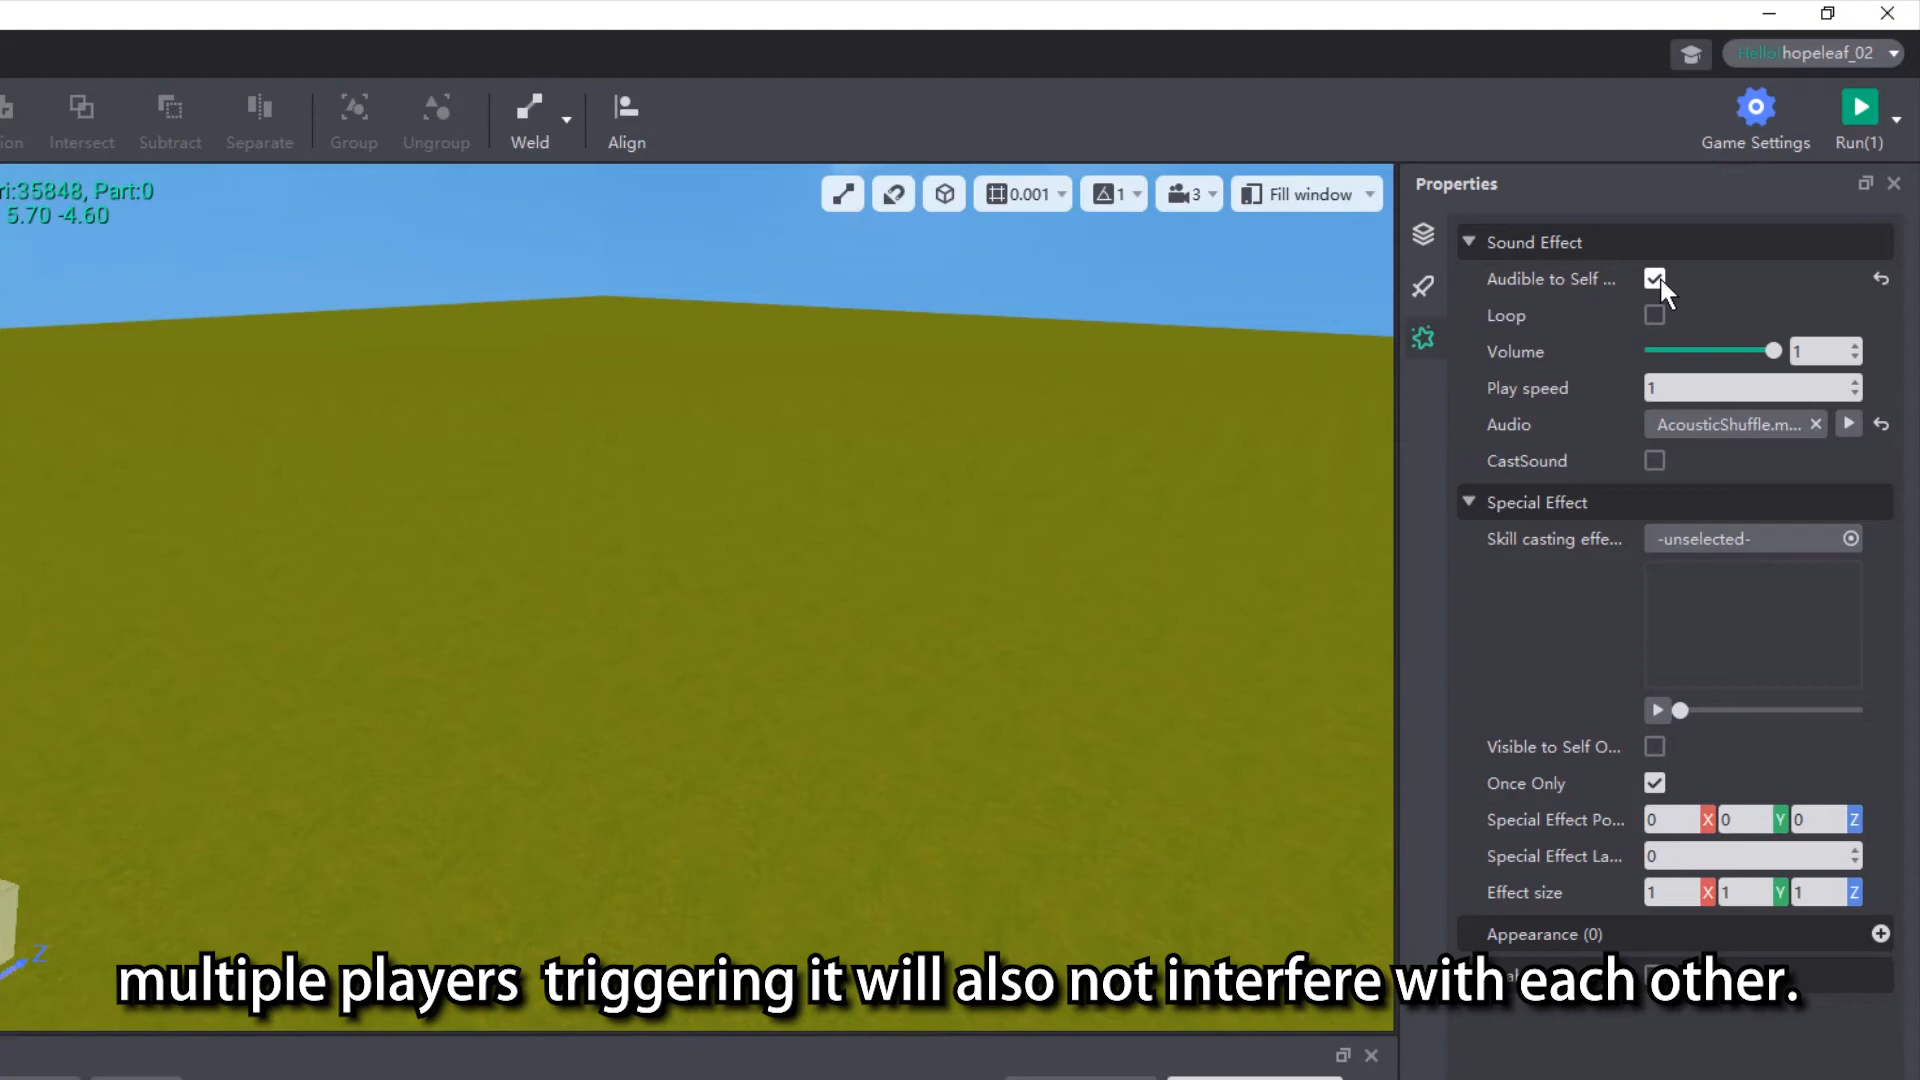 Hello! hopeleaf_02
Intersect Subtract Separate Group Ungroup Weld Align Game Settings Run(1)
ri:35848, Part:0
5.70 -4.60
0.001 1 3 Fill window
Properties
Sound Effect
Audible to Self ...
Loop
Volume 1
Play speed 1
Audio AcousticShuffle.m...
CastSound
Special Effect
Skill casting effe... -unselected-
Visible to Self O...
Once Only
Special Effect Po... 0 X 0 Y 0 Z
Special Effect La... 0
Effect size 1 X 1 Y 1 Z
Appearance (0)
Z
multiple players triggering it will also not interfere with each other.